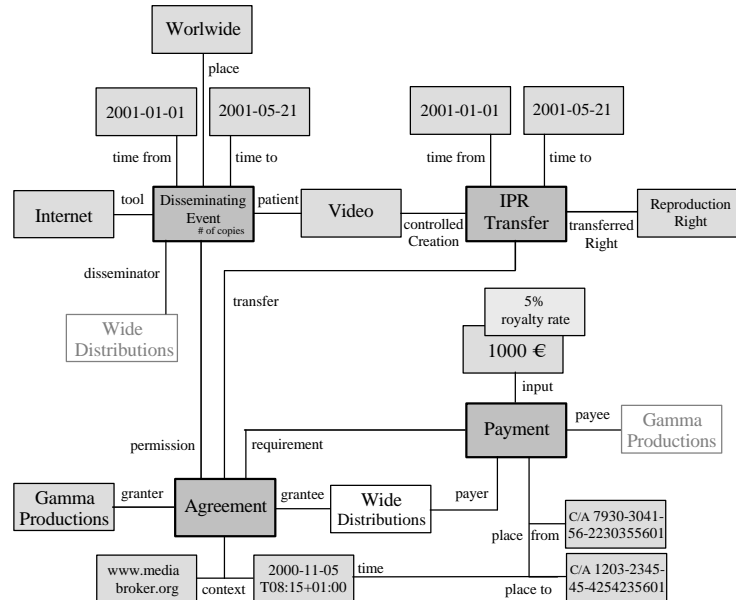 Worlwide
place
2001-01-01
2001-05-21
2001-01-01
2001-05-21
time from
time to
time from
time to
Internet
tool
Disseminating
Event
# of copies
patient
Video
controlled
Creation
IPR
Transfer
transferred
Right
Reproduction
Right
disseminator
transfer
Wide
Distributions
5%
royalty rate
1000 €
input
permission
requirement
Payment
payee
Gamma
Productions
Gamma
Productions
granter
Agreement
grantee
Wide
Distributions
payer
place
from
C/A 7930-3041-
56-2230355601
www.media
broker.org
context
2000-11-05
T08:15+01:00
time
place to
C/A 1203-2345-
45-4254235601